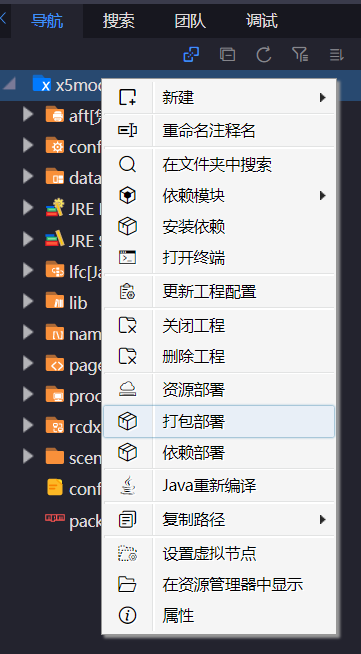 导航 搜索 团队 调试
x5mod
aft[
conf
data
JRE
JRE S
lfc[Ja
lib
nam
page
proc
rcdx
scen
conf
pack
新建
重命名注释名
在文件夹中搜索
依赖模块
安装依赖
打开终端
更新工程配置
关闭工程
删除工程
资源部署
打包部署
依赖部署
Java重新编译
复制路径
设置虚拟节点
在资源管理器中显示
属性